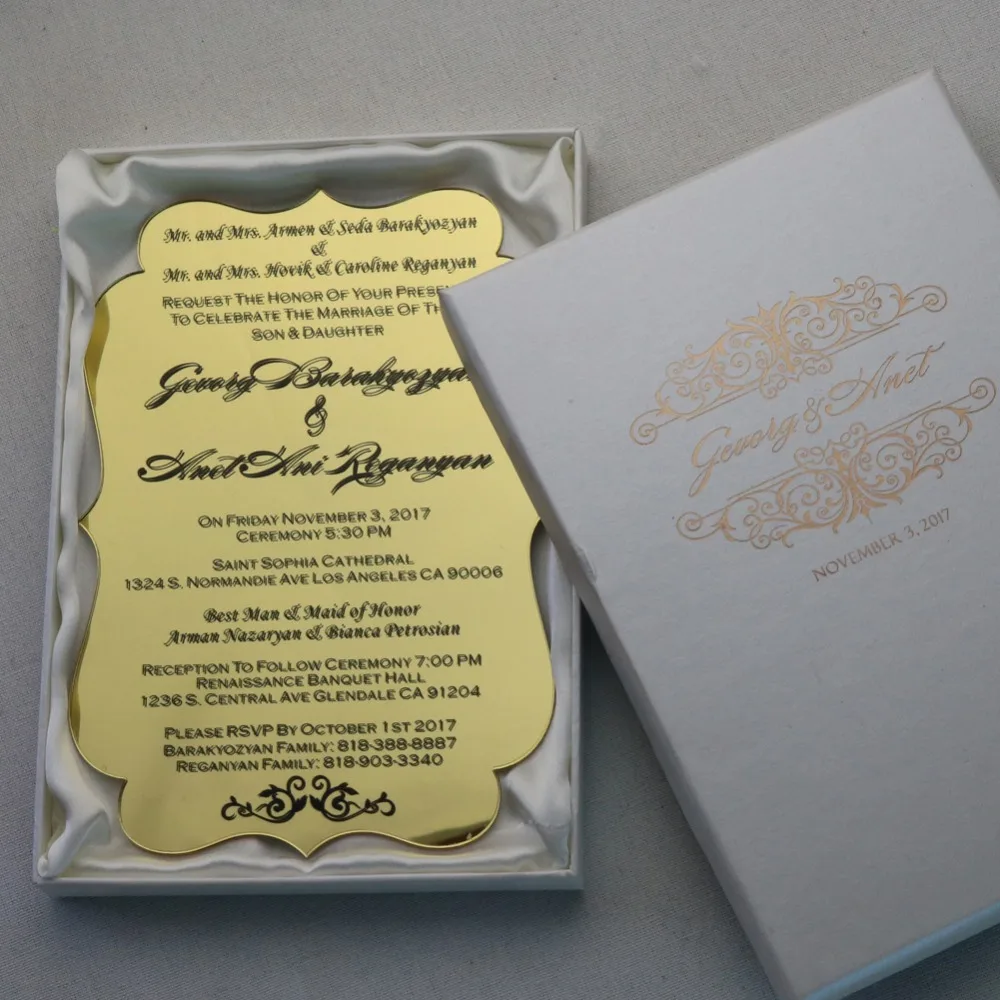 Mr. and Mrs. Armen & Seda Barakyozyan
&
Mr. and Mrs. Hovik & Caroline Reganyan
REQUEST THE HONOR OF YOUR PRESEN
TO CELEBRATE THE MARRIAGE OF TH
SON & DAUGHTER
Gevorg Barakyozya
&
Anet Ani Reganyan
ON FRIDAY NOVEMBER 3, 2017
CEREMONY 5:30 PM
SAINT SOPHIA CATHEDRAL
1324 S. NORMANDIE AVE LOS ANGELES CA 90006
Best Man & Maid of Honor
Arman Nazaryan & Bianca Petrosian
RECEPTION TO FOLLOW CEREMONY 7:00 PM
RENAISSANCE BANQUET HALL
1236 S. CENTRAL AVE GLENDALE CA 91204
PLEASE RSVP BY OCTOBER 1ST 2017
BARAKYOZYAN FAMILY: 818-388-8887
REGANYAN FAMILY: 818-903-3340
Gevorg & Anet
NOVEMBER 3, 2017